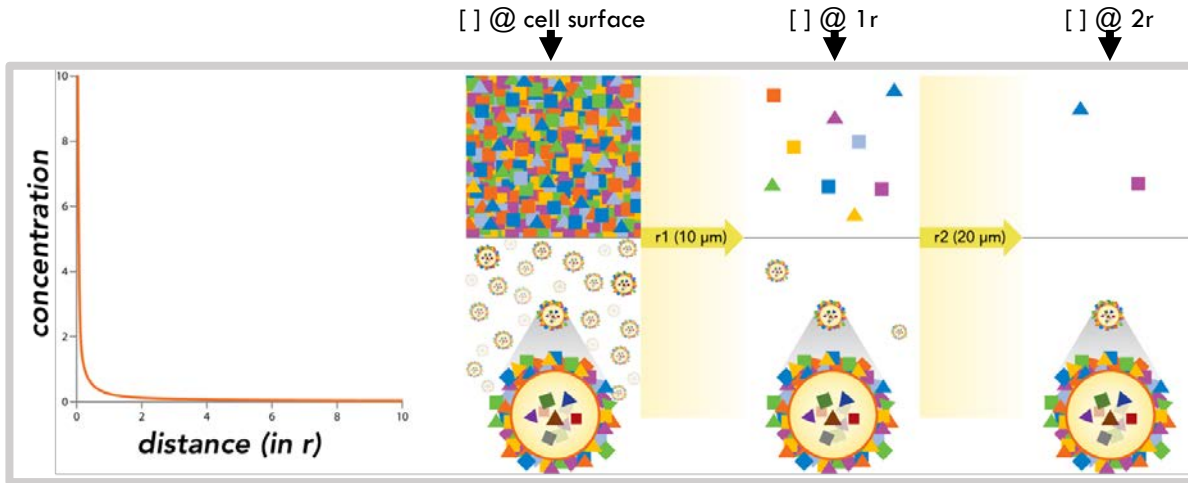 [ ] @ cell surface
[ ] @ 1r
[ ] @ 2r
10
8
6
4
2
0
concentration
0
2
4
6
8
10
distance (in r)
r1 (10 µm)
r2 (20 µm)